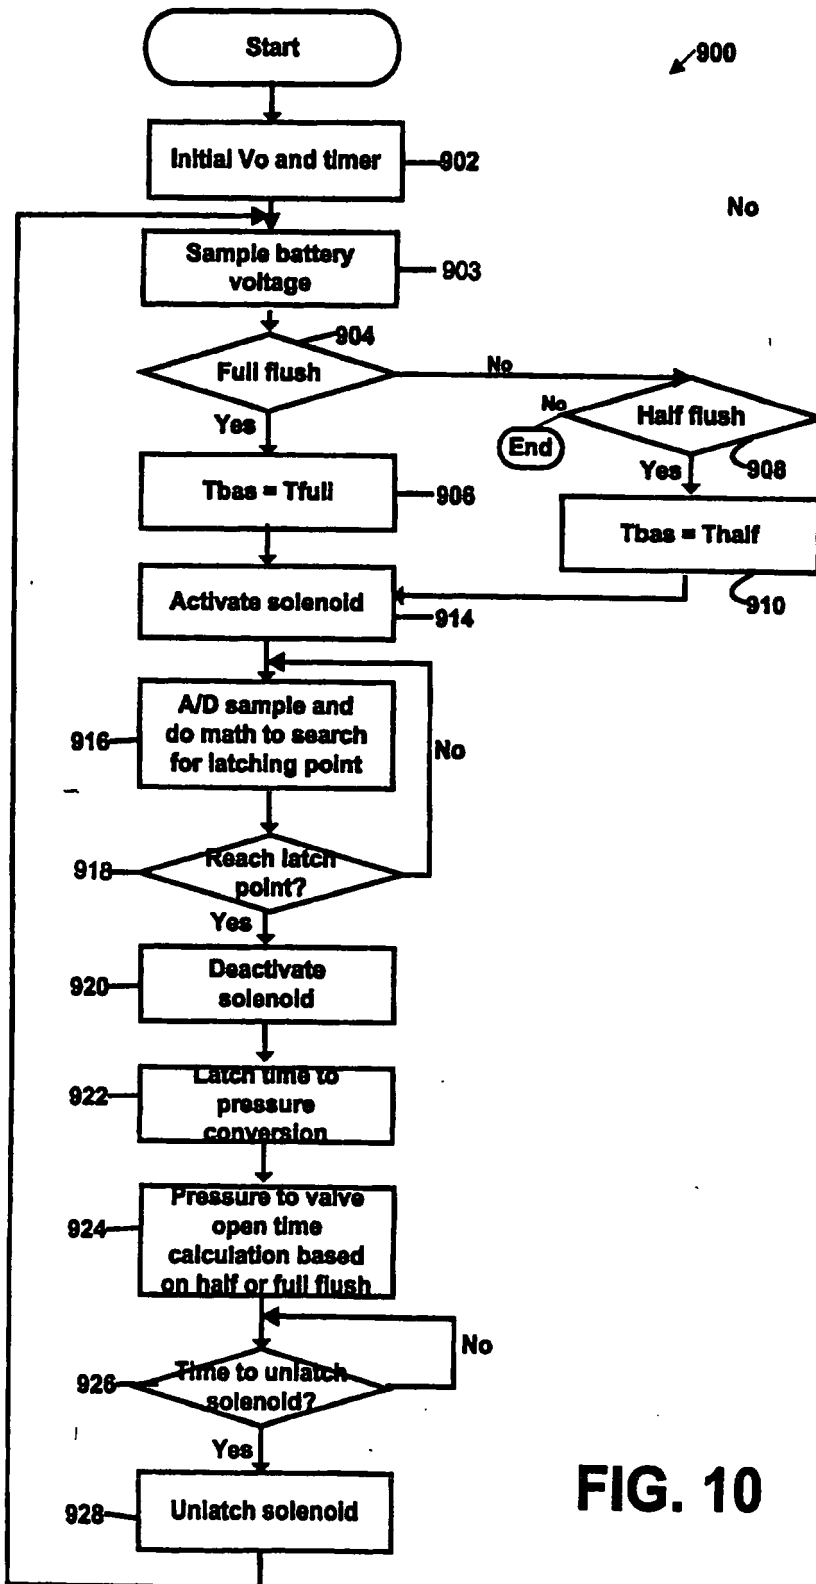 Start
900
Initial Vo and timer
902
No
Sample battery
voltage
903
904
Full flush
No
No
Half flush
End
Yes
Yes
908
Tbas = Tfull
906
Tbas = Thalf
910
Activate solenoid
914
A/D sample and
do math to search
for latching point
916
No
Reach latch
point?
918
Yes
Deactivate
solenoid
920
Latch time to
pressure
conversion
922
Pressure to valve
open time
calculation based
on half or full flush
924
No
Time to unlatch
solenoid?
926
Yes
Unlatch solenoid
928
FIG. 10